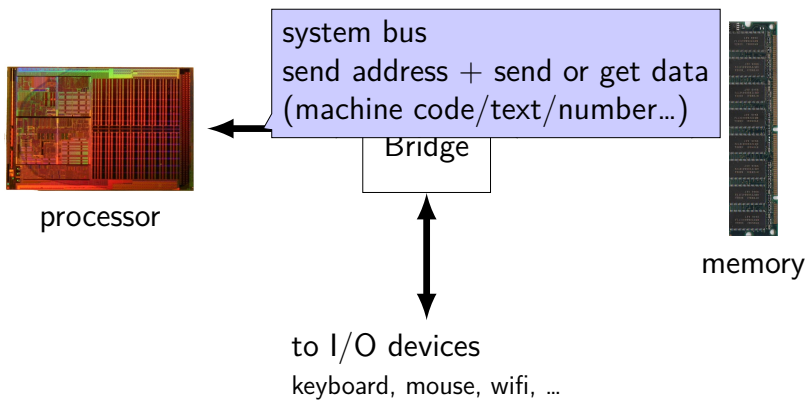 system bus
send address + send or get data
(machine code/text/number…)
Bridge
processor
memory
to I/O devices
keyboard, mouse, wifi, …